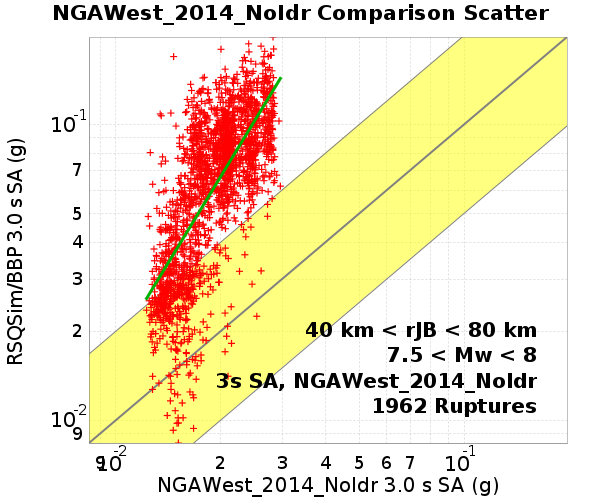 NGAWest_2014_NoIdr Comparison Scatter
RSQSim/BBP 3.0 s SA (g)
10⁻¹
7
5
4
3
2
10⁻²
9
40 km < rJB < 80 km
7.5 < Mw < 8
3s SA, NGAWest_2014_NoIdr
1962 Ruptures
9 10⁻² 2 3 4 5 6 7 10⁻¹
NGAWest_2014_NoIdr 3.0 s SA (g)